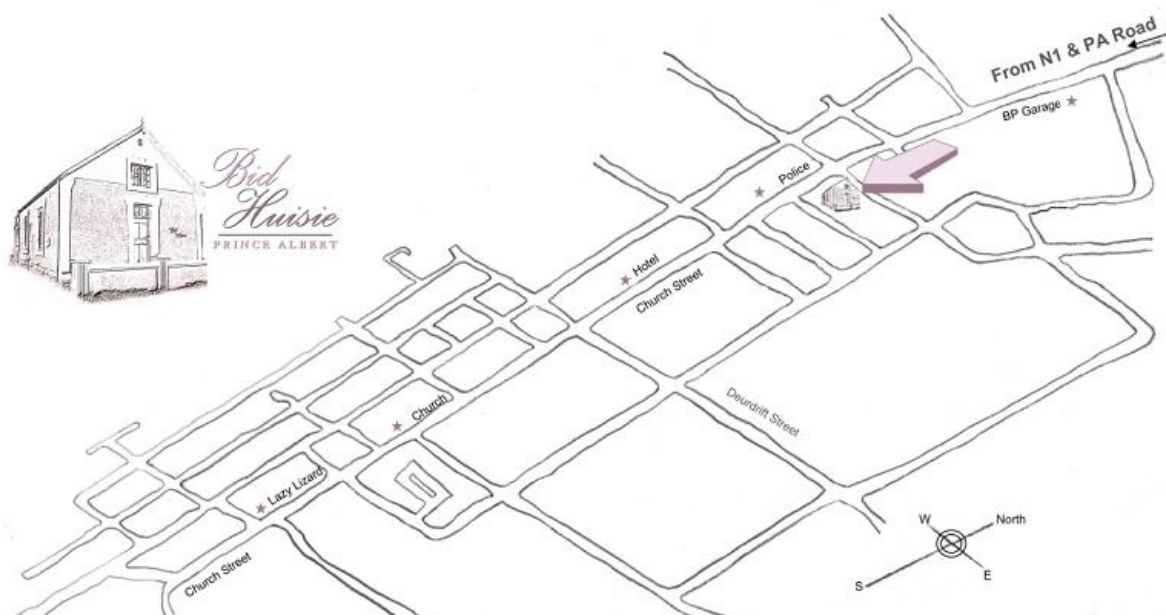 From N1 & PA Road
BP Garage
Police
Bid
Huisie
PRINCE ALBERT
Hotel
Church Street
Deurdrift Street
Church
Lazy Lizard
Church Street
W
North
S
E